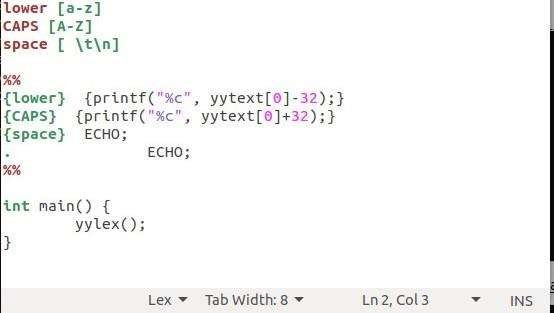 lower [a-z]
CAPS [A-Z]
space [ \t\n]
%%
{lower}  {printf("%c", yytext[0]-32);}
{CAPS}  {printf("%c", yytext[0]+32);}
{space}  ECHO;
.                ECHO;
%%
int main() {
        yylex();
}
Lex Tab Width: 8 Ln 2, Col 3 INS